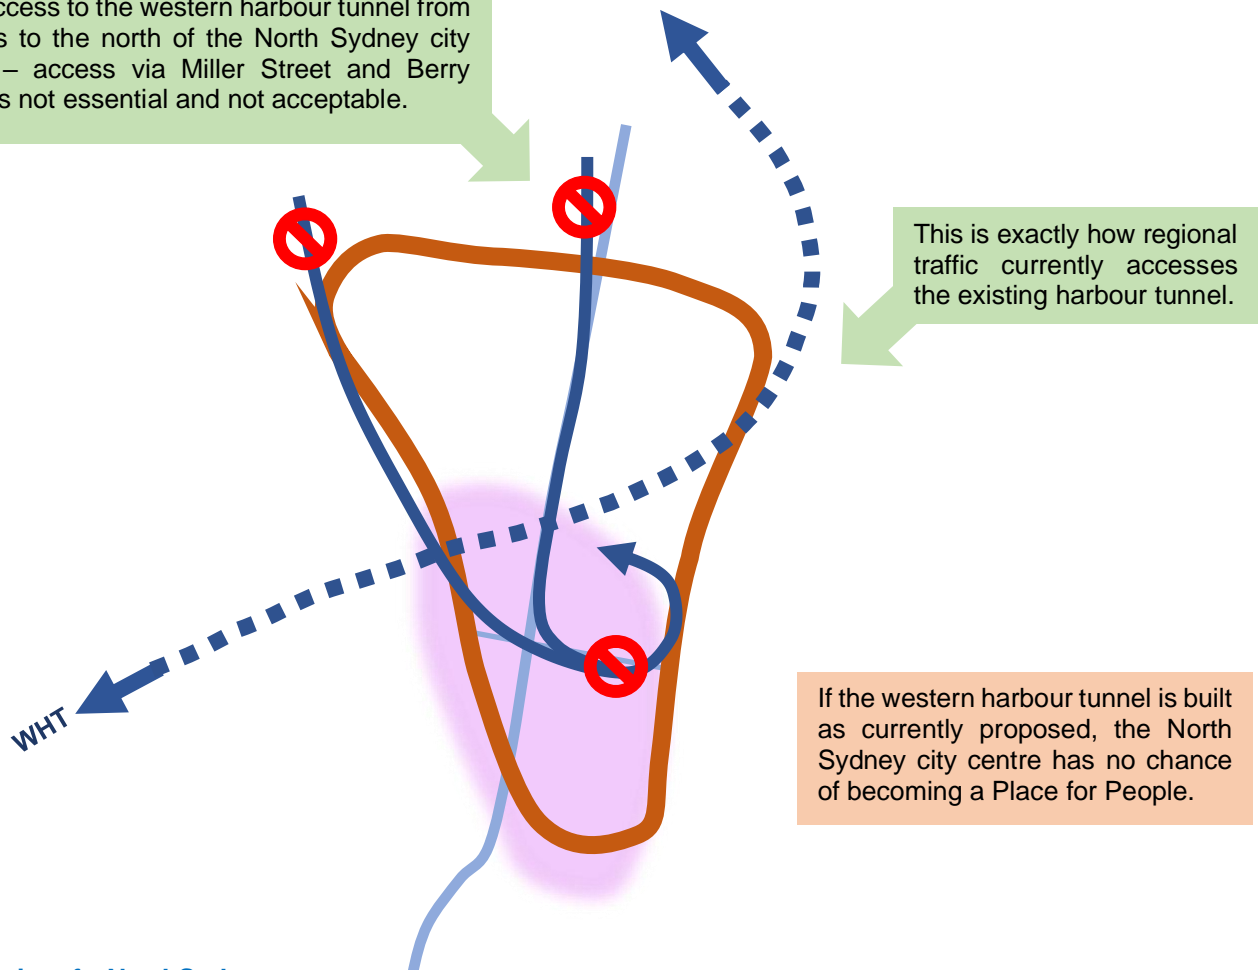 to the western harbour tunnel from
to the north of the North Sydney city
– access via Miller Street and Berry
not essential and not acceptable.
This is exactly how regional
traffic currently accesses
the existing harbour tunnel.
WHT
If the western harbour tunnel is built
as currently proposed, the North
Sydney city centre has no chance
of becoming a Place for People.